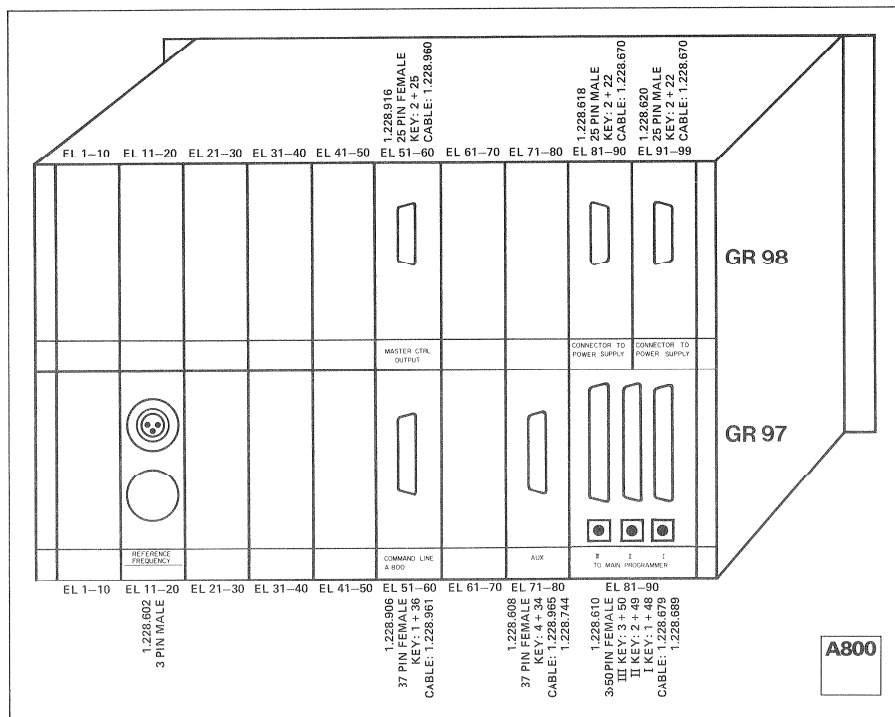 1.228.916
25 PIN FEMALE
KEY: 2 + 25
CABLE: 1.228.960
1.228.618
25 PIN MALE
KEY: 2 + 22
CABLE: 1.228.670
1.228.620
25 PIN MALE
KEY: 2 + 22
CABLE: 1.228.670
EL 1–10 EL 11–20 EL 21–30 EL 31–40 EL 41–50 EL 51–60 EL 61–70 EL 71–80 EL 81–90 EL 91–99
GR 98
MASTER CTRL
OUTPUT
CONNECTOR TO
POWER SUPPLY
CONNECTOR TO
POWER SUPPLY
GR 97
REFERENCE
FREQUENCY
COMMAND LINE
A 800
AUX
II I I
TO MAIN PROGRAMMER
EL 1–10 EL 11–20 EL 21–30 EL 31–40 EL 41–50 EL 51–60 EL 61–70 EL 71–80 EL 81–90
1.228.602
3 PIN MALE
1.228.906
37 PIN FEMALE
KEY: 1 + 36
CABLE: 1.228.961
1.228.608
37 PIN FEMALE
KEY: 4 + 34
CABLE: 1.228.965
1.228.744
1.228.610
3x50 PIN FEMALE
III KEY: 3 + 50
II KEY: 2 + 49
I KEY: 1 + 48
CABLE: 1.228.679
1.228.689
A800